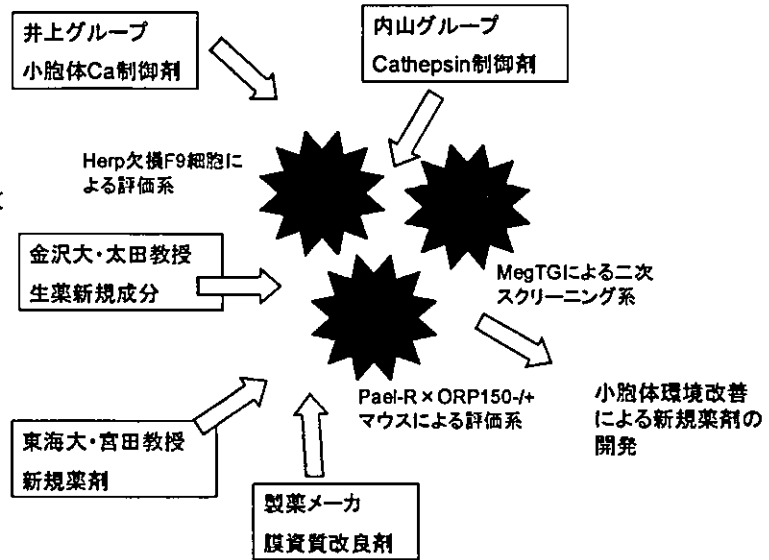 井上グループ
小胞体Ca制御剤
内山グループ
Cathepsin制御剤
Herp欠損F9細胞に
よる評価系
金沢大・太田教授
生薬新規成分
MegTGによる二次
スクリーニング系
Pael-R×ORP150-/+
マウスによる評価系
小胞体環境改善
による新規薬剤の
開発
東海大・宮田教授
新規薬剤
製薬メーカ
膜資質改良剤